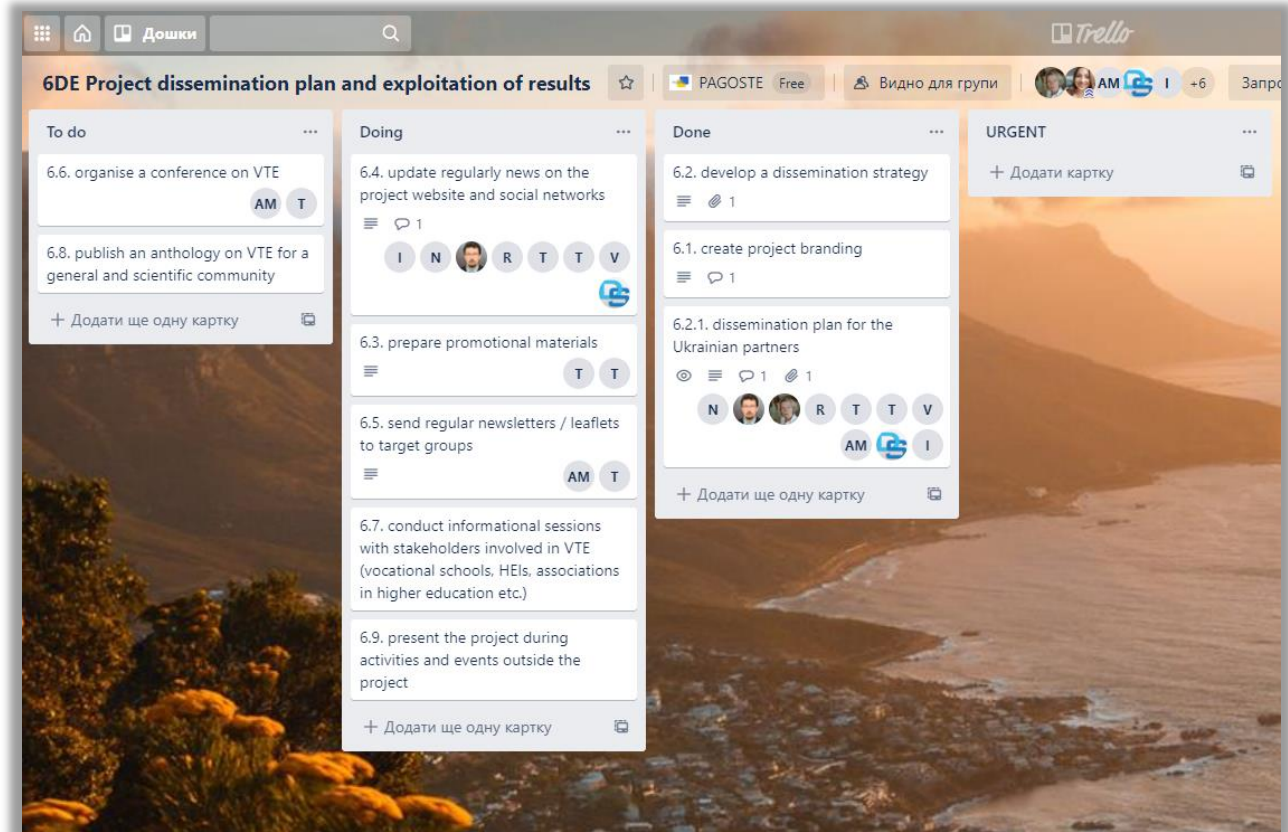 Дошки
Trello
6DE Project dissemination plan and exploitation of results
PAGOSTE Free
Видно для групи
AM
I
+6
Запро
To do
6.6. organise a conference on VTE
AM T
6.8. publish an anthology on VTE for a
general and scientific community
+ Додати ще одну картку
Doing
6.4. update regularly news on the
project website and social networks
1
I N R T T V
DS
6.3. prepare promotional materials
T T
6.5. send regular newsletters / leaflets
to target groups
AM T
6.7. conduct informational sessions
with stakeholders involved in VTE
(vocational schools, HEIs, associations
in higher education etc.)
6.9. present the project during
activities and events outside the
project
+ Додати ще одну картку
Done
6.2. develop a dissemination strategy
1
6.1. create project branding
1
6.2.1. dissemination plan for the
Ukrainian partners
1 1
N R T T V
AM DS I
+ Додати ще одну картку
URGENT
+ Додати картку